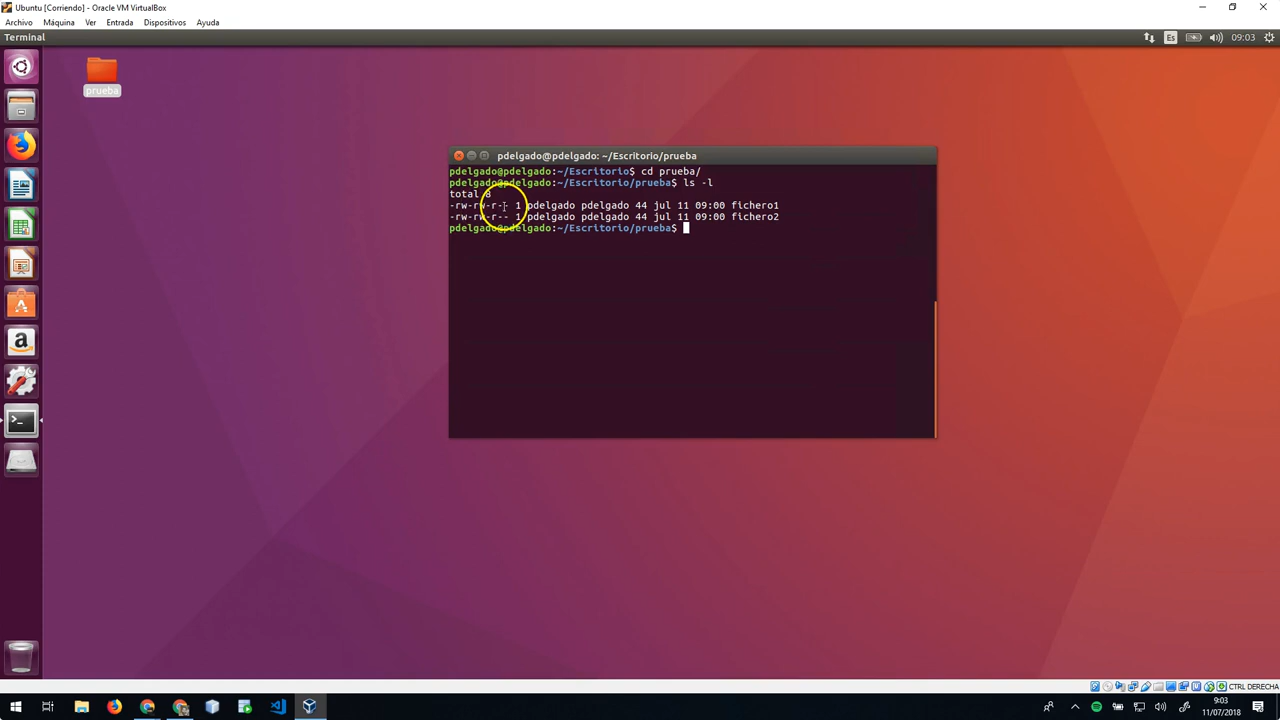 Ubuntu [Corriendo] - Oracle VM VirtualBox
Archivo Máquina Ver Entrada Dispositivos Ayuda
Terminal Es 09:03
prueba
pdelgado@pdelgado: ~/Escritorio/prueba
pdelgado@pdelgado:~/Escritorio$ cd prueba/
pdelgado@pdelgado:~/Escritorio/prueba$ ls -l
total 8
-rw-rw-r-- 1 pdelgado pdelgado 44 jul 11 09:00 fichero1
-rw-rw-r-- 1 pdelgado pdelgado 44 jul 11 09:00 fichero2
pdelgado@pdelgado:~/Escritorio/prueba$
CTRL DERECHA
9:03
11/07/2018